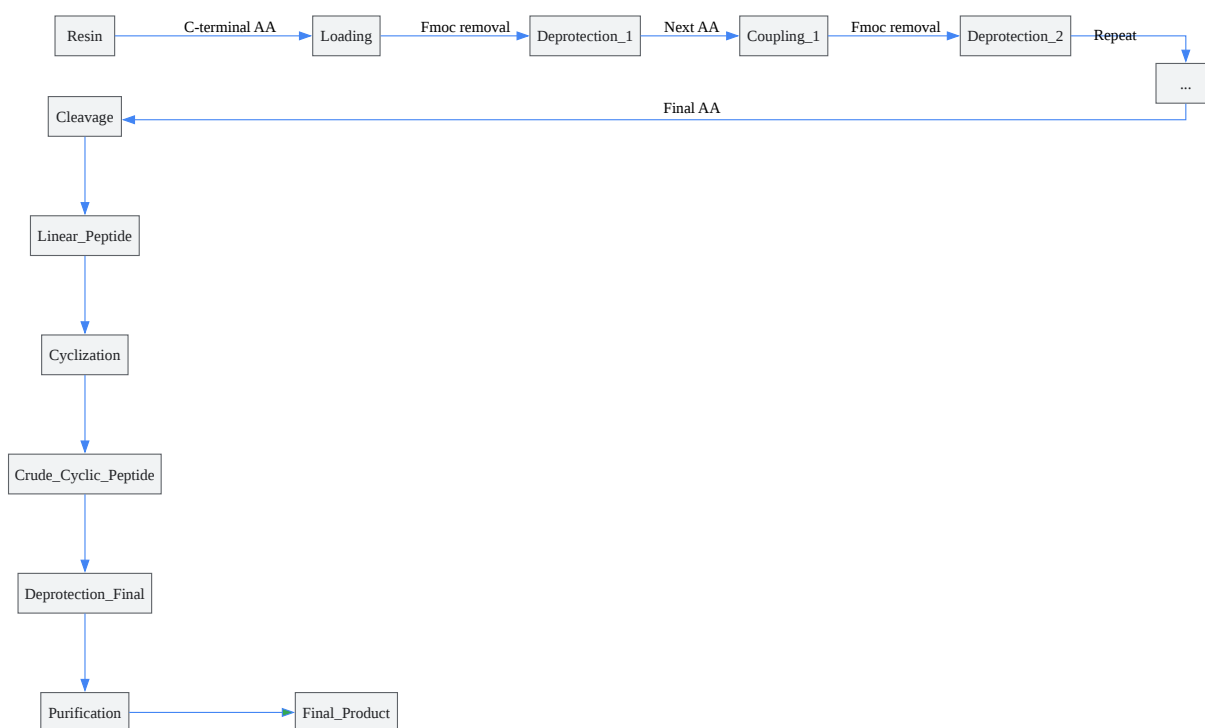 Resin
C-terminal AA
Loading
Fmoc removal
Deprotection_1
Next AA
Coupling_1
Fmoc removal
Deprotection_2
Repeat
...
Final AA
Cleavage
Linear_Peptide
Cyclization
Crude_Cyclic_Peptide
Deprotection_Final
Purification
Final_Product